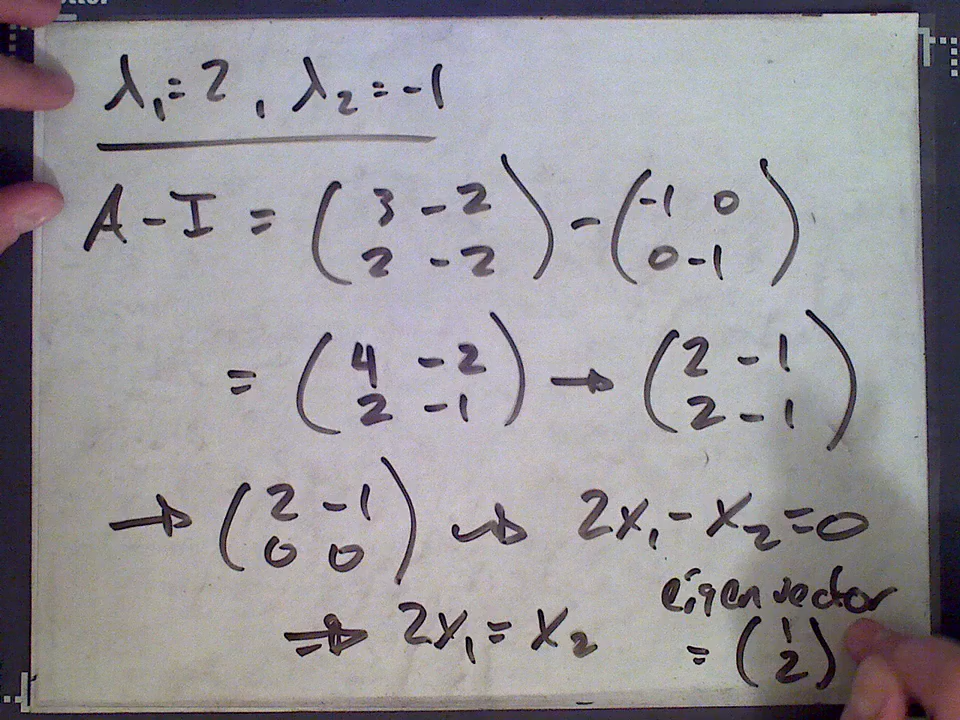 λ₁ = 2 , λ₂ = -1
A - I = ( 3 -2 ; 2 -2 ) - ( -1 0 ; 0 -1 )
= ( 4 -2 ; 2 -1 ) → ( 2 -1 ; 2 -1 )
→ ( 2 -1 ; 0 0 ) ↝ 2x₁ - x₂ = 0
⇒ 2x₁ = x₂
eigenvector
= ( 1 ; 2 )